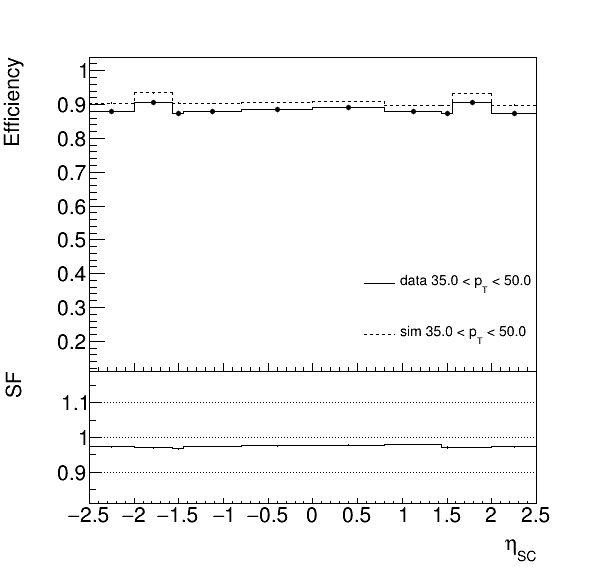 Efficiency
1
0.9
0.8
0.7
0.6
0.5
0.4
0.3
0.2
data 35.0 < p_T < 50.0
sim 35.0 < p_T < 50.0
SF
1.1
1
0.9
−2.5 −2 −1.5 −1 −0.5 0 0.5 1 1.5 2 2.5
η_SC